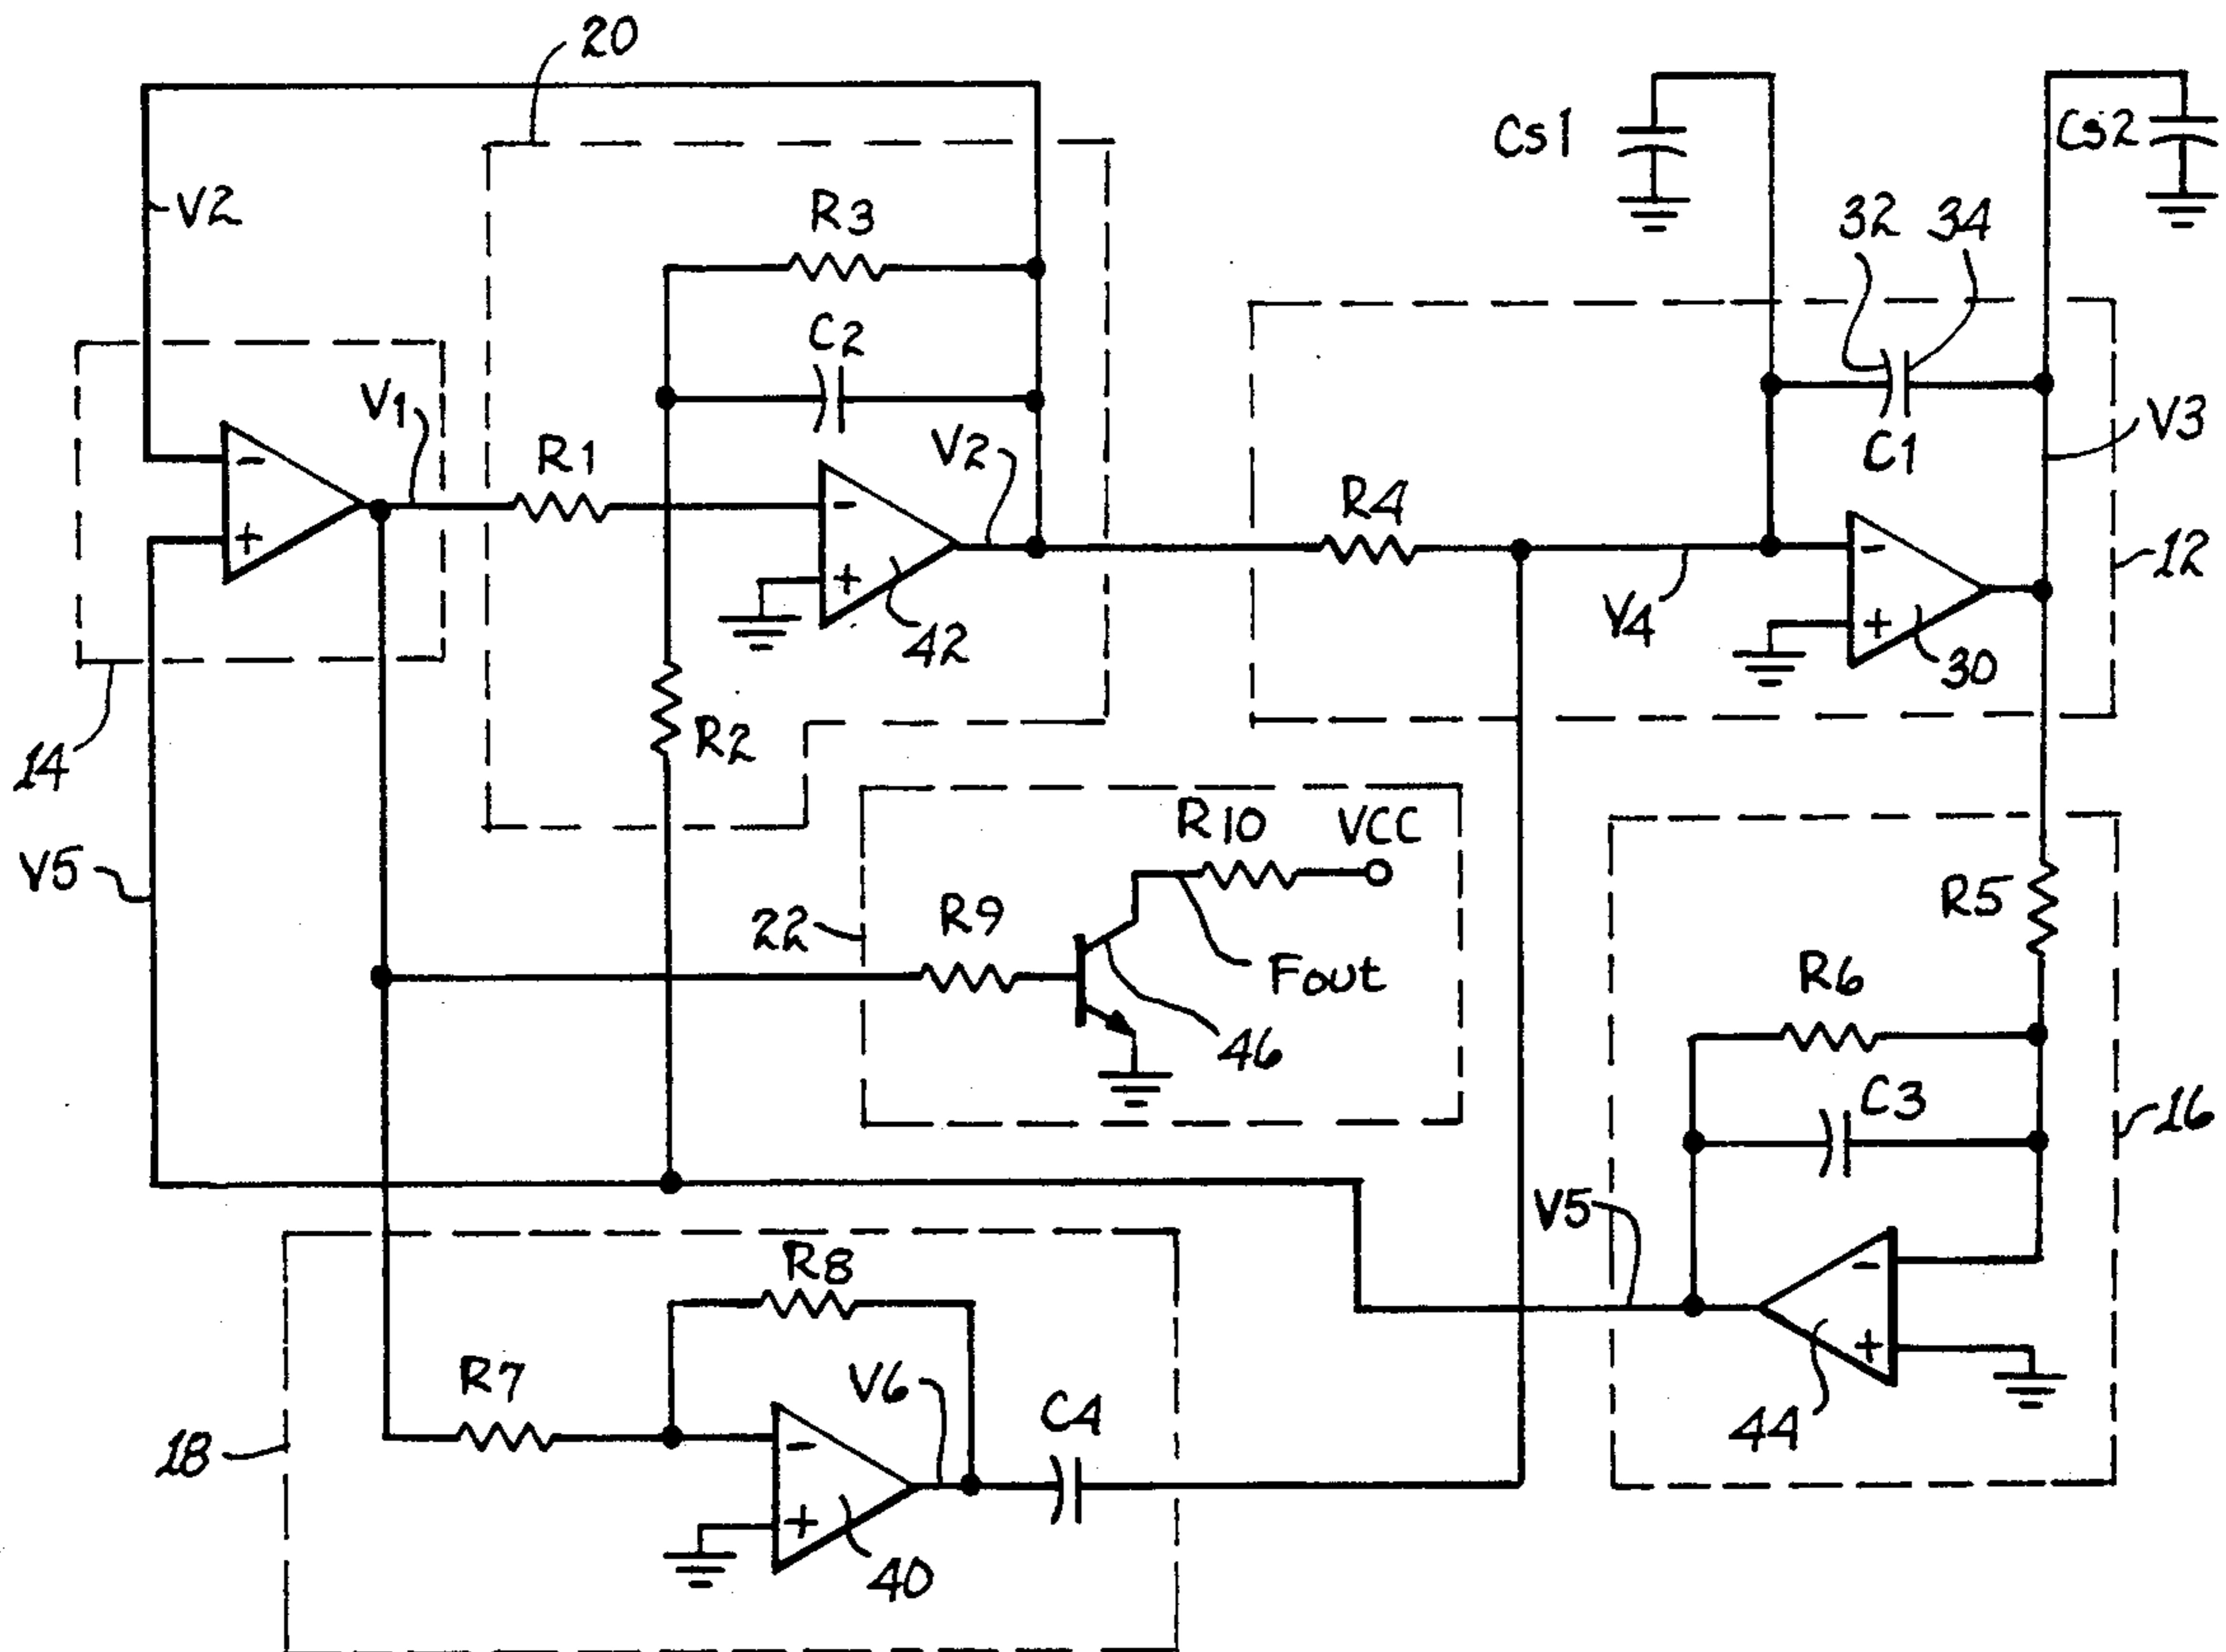 20
Cs1
Cs2
V2
R3
32
34
C2
V1
R1
V2
R4
C1
V3
-
+
-
+
-
+
42
V4
30
12
14
R2
R10
VCC
V5
22
R9
Fout
46
R5
R6
C3
16
V5
-
+
44
R8
R7
V6
C4
18
-
+
40